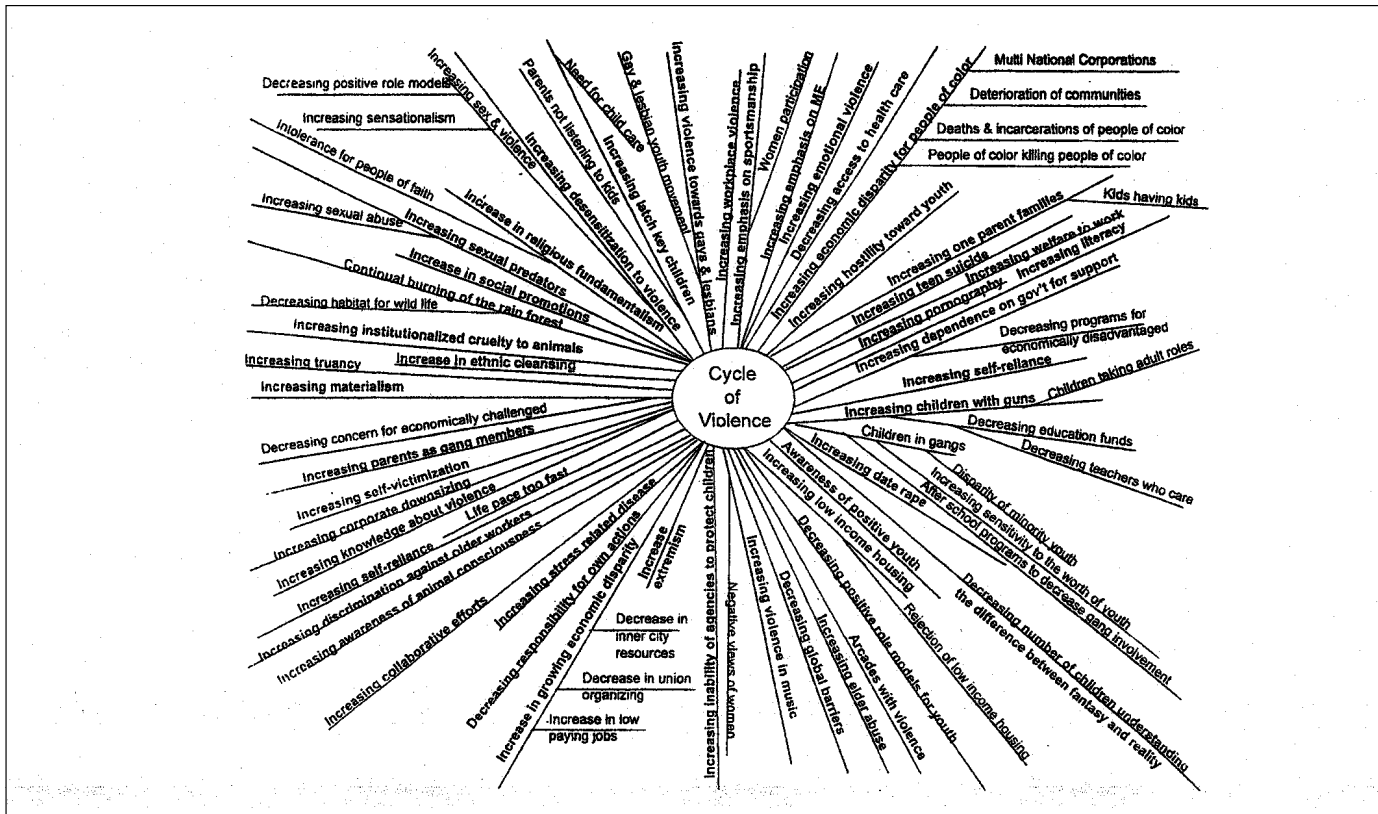 Cycle
of
Violence
Decreasing positive role models
Increasing sensationalism
Increasing sex & violence
Intolerance for people of faith
Increasing sexual abuse
Increasing sexual predators
Increase in religious fundamentalism
Increasing desensitization to violence
Parents not listening to kids
Need for child care
Increasing latch key children
Gay & lesbian youth movement
Increasing violence towards gays & lesbians
Increasing workplace violence
Increasing emphasis on sportsmanship
Women participation
Increasing emphasis on ME
Increasing emotional violence
Decreasing access to health care
Increasing economic disparity for people of color
Multi National Corporations
Deterioration of communities
Deaths & incarcerations of people of color
People of color killing people of color
Increasing hostility toward youth
Increasing one parent families
Kids having kids
Increasing teen suicide
Increasing welfare to work
Increasing pornography
Increasing literacy
Increasing dependence on gov't for support
Decreasing programs for
economically disadvantaged
Increasing self-reliance
Children taking adult roles
Increasing children with guns
Decreasing education funds
Decreasing teachers who care
Children in gangs
Disparity of minority youth
Increasing sensitivity to the worth of youth
After school programs to decrease gang involvement
Increasing date rape
Awareness of positive youth
Decreasing number of children understanding
the difference between fantasy and reality
Increasing low income housing
Rejection of low income housing
Decreasing positive role models for youth
Arcades with violence
Increasing elder abuse
Decreasing global barriers
Increasing violence in music
Negative views of women
Increasing inability of agencies to protect children
Increase
extremism
Increase in growing economic disparity
Decrease in
inner city
resources
Decrease in union
organizing
Increase in low
paying jobs
Decreasing responsibility for own actions
Increasing stress related disease
Increasing collaborative efforts
Increasing awareness of animal consciousness
Increasing discrimination against older workers
Increasing self-reliance
Life pace too fast
Increasing knowledge about violence
Increasing corporate downsizing
Increasing self-victimization
Increasing parents as gang members
Decreasing concern for economically challenged
Increasing materialism
Increasing truancy
Increase in ethnic cleansing
Increasing institutionalized cruelty to animals
Decreasing habitat for wild life
Continual burning of the rain forest
Increase in social promotions